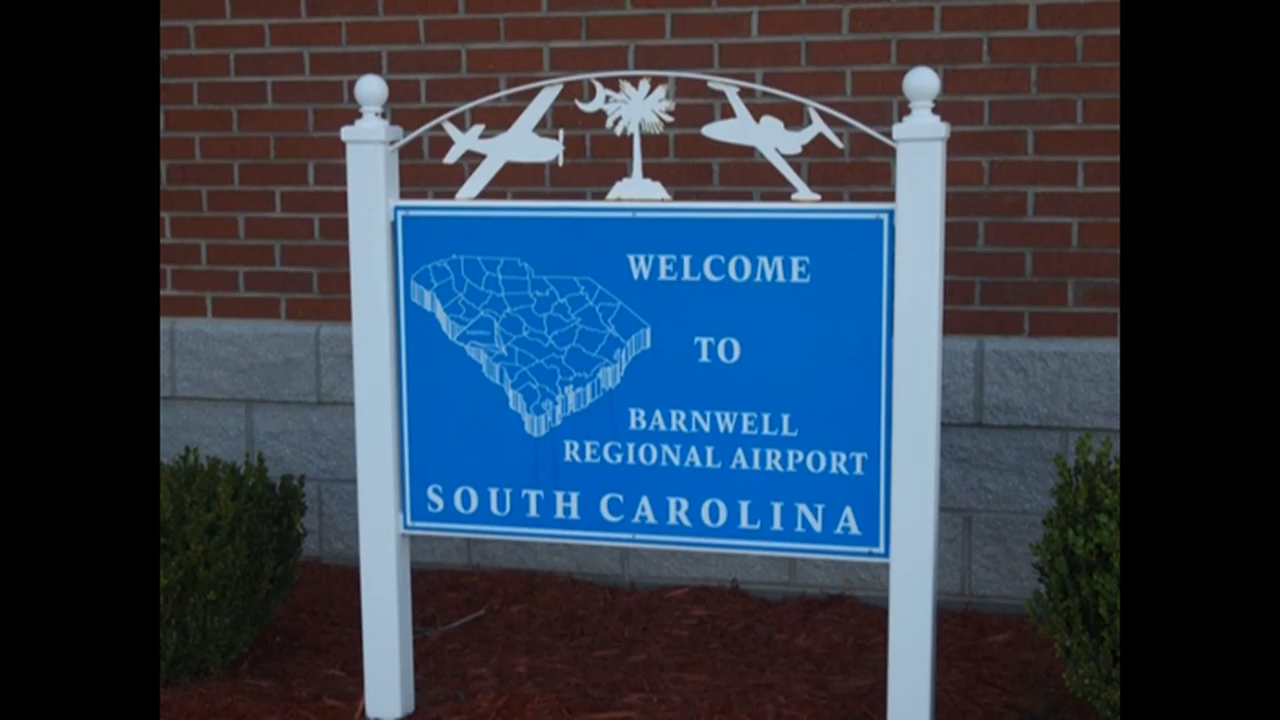 WELCOME
TO
BARNWELL
REGIONAL AIRPORT
SOUTH CAROLINA